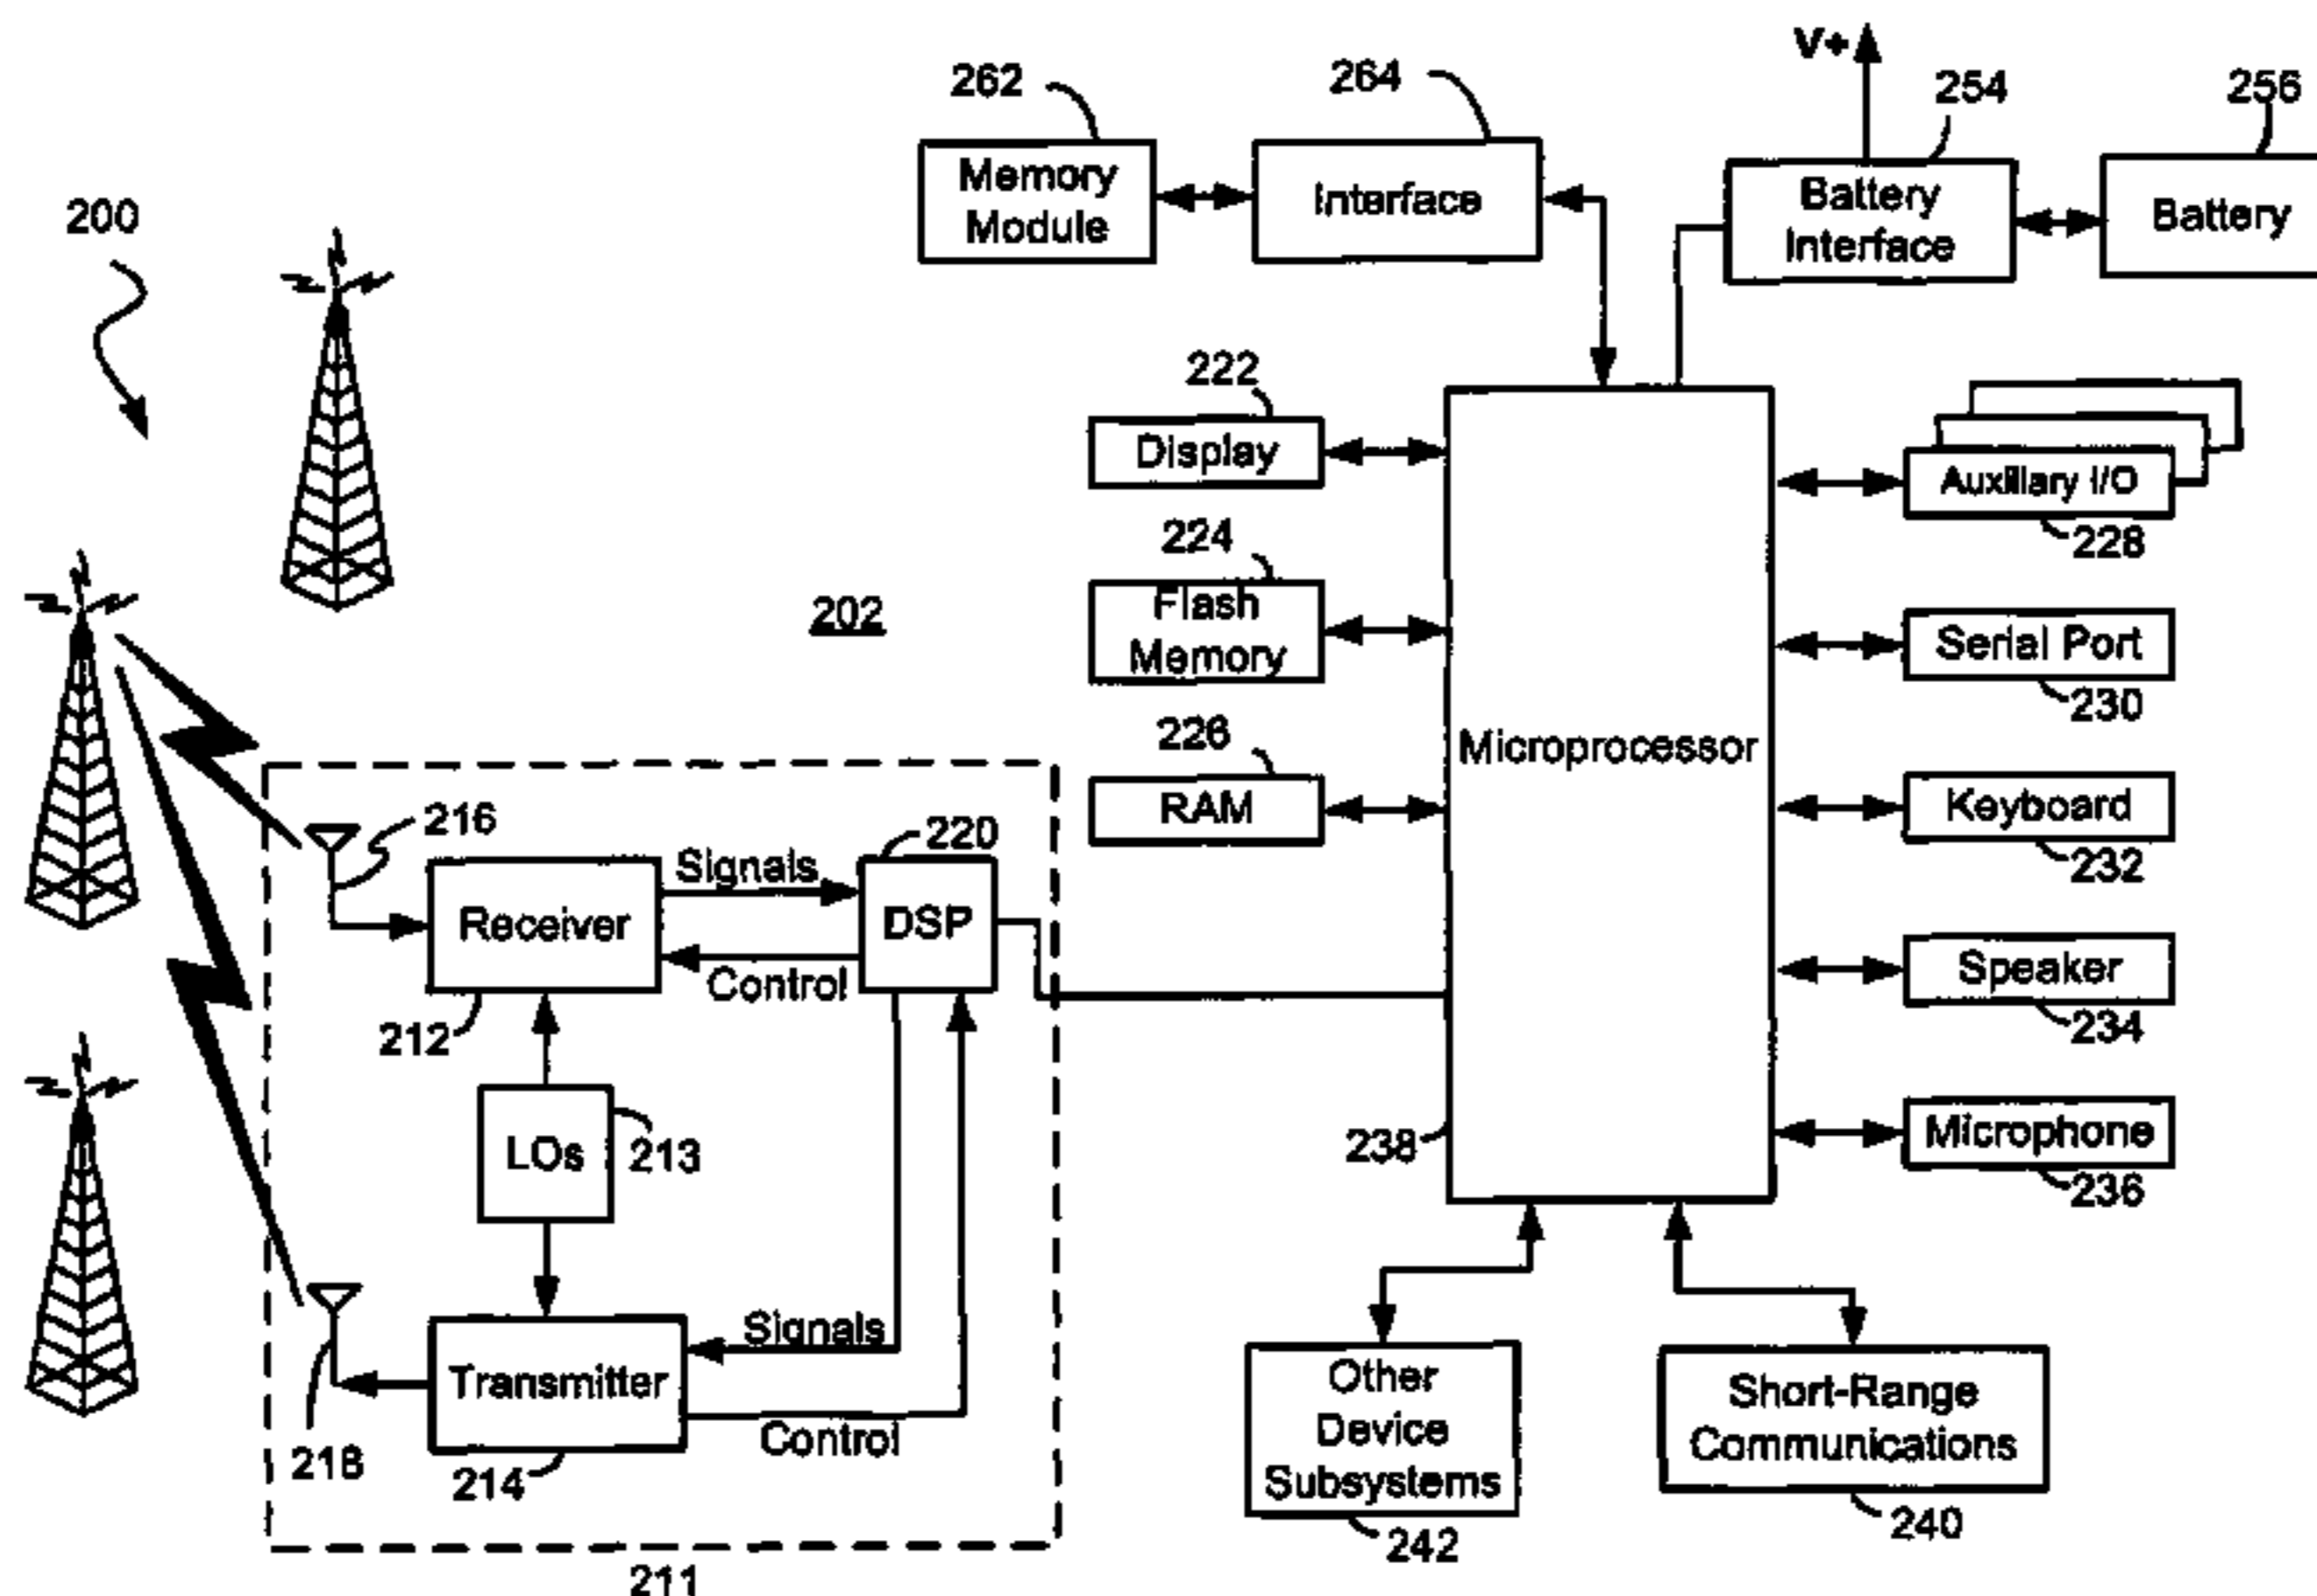 V+
262
264
254
256
Memory
Module
Interface
Battery
Interface
Battery
200
222
Display
Auxiliary I/O
228
224
Flash
Memory
202
Serial Port
230
226
RAM
Microprocessor
Keyboard
232
216
220
Signals
Receiver
DSP
Control
212
Speaker
234
LOs
213
238
Microphone
236
Signals
Transmitter
Control
218
214
Other
Device
Subsystems
242
Short-Range
Communications
240
211